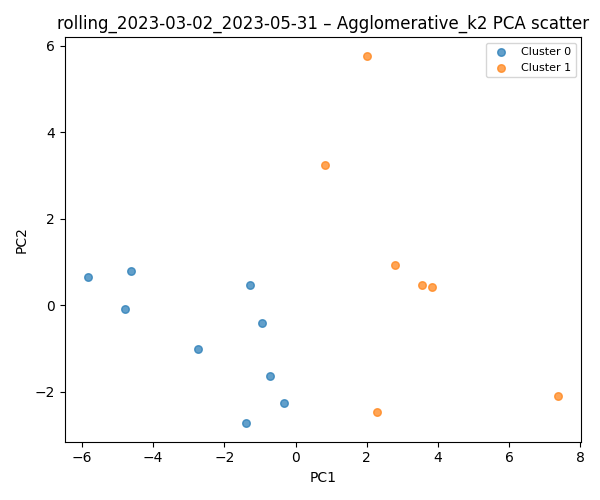 rolling_2023-03-02_2023-05-31 – Agglomerative_k2 PCA scatter
Cluster 0
Cluster 1
6
4
2
0
−2
PC2
−6
−4
−2
0
2
4
6
8
PC1